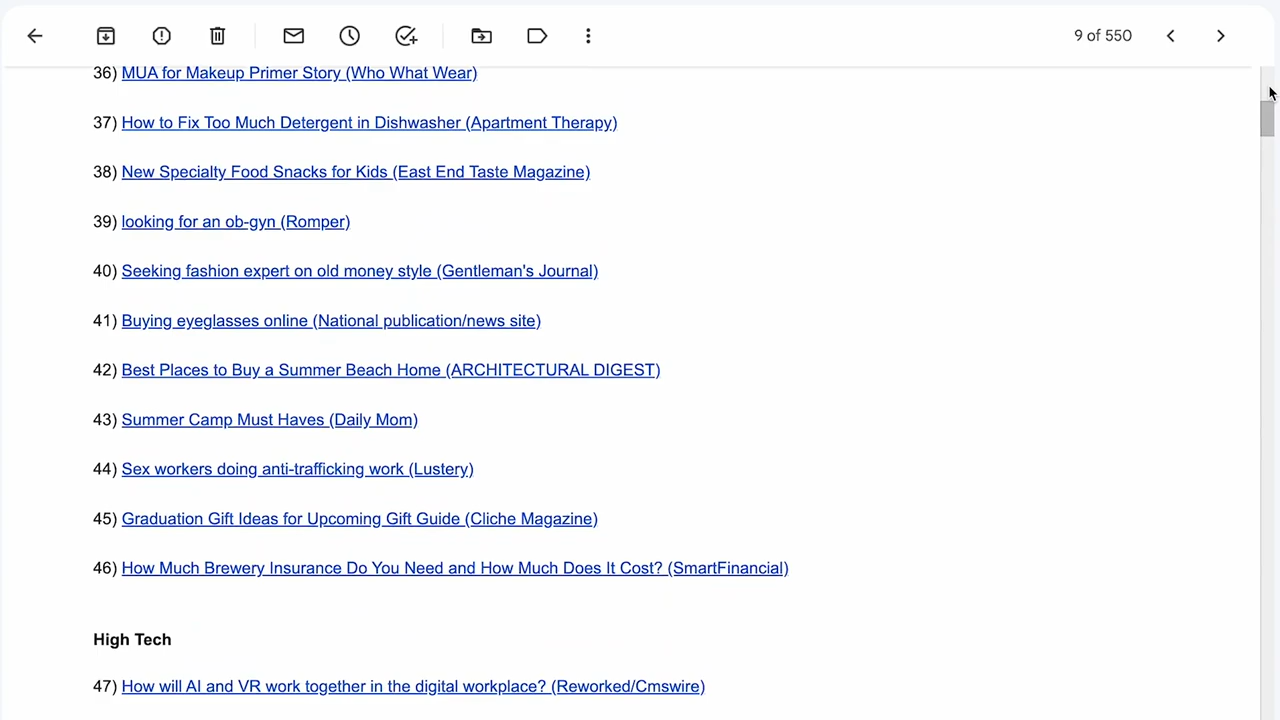 9 of 550
36) MUA for Makeup Primer Story (Who What Wear)
37) How to Fix Too Much Detergent in Dishwasher (Apartment Therapy)
38) New Specialty Food Snacks for Kids (East End Taste Magazine)
39) looking for an ob-gyn (Romper)
40) Seeking fashion expert on old money style (Gentleman's Journal)
41) Buying eyeglasses online (National publication/news site)
42) Best Places to Buy a Summer Beach Home (ARCHITECTURAL DIGEST)
43) Summer Camp Must Haves (Daily Mom)
44) Sex workers doing anti-trafficking work (Lustery)
45) Graduation Gift Ideas for Upcoming Gift Guide (Cliche Magazine)
46) How Much Brewery Insurance Do You Need and How Much Does It Cost? (SmartFinancial)
High Tech
47) How will AI and VR work together in the digital workplace? (Reworked/Cmswire)